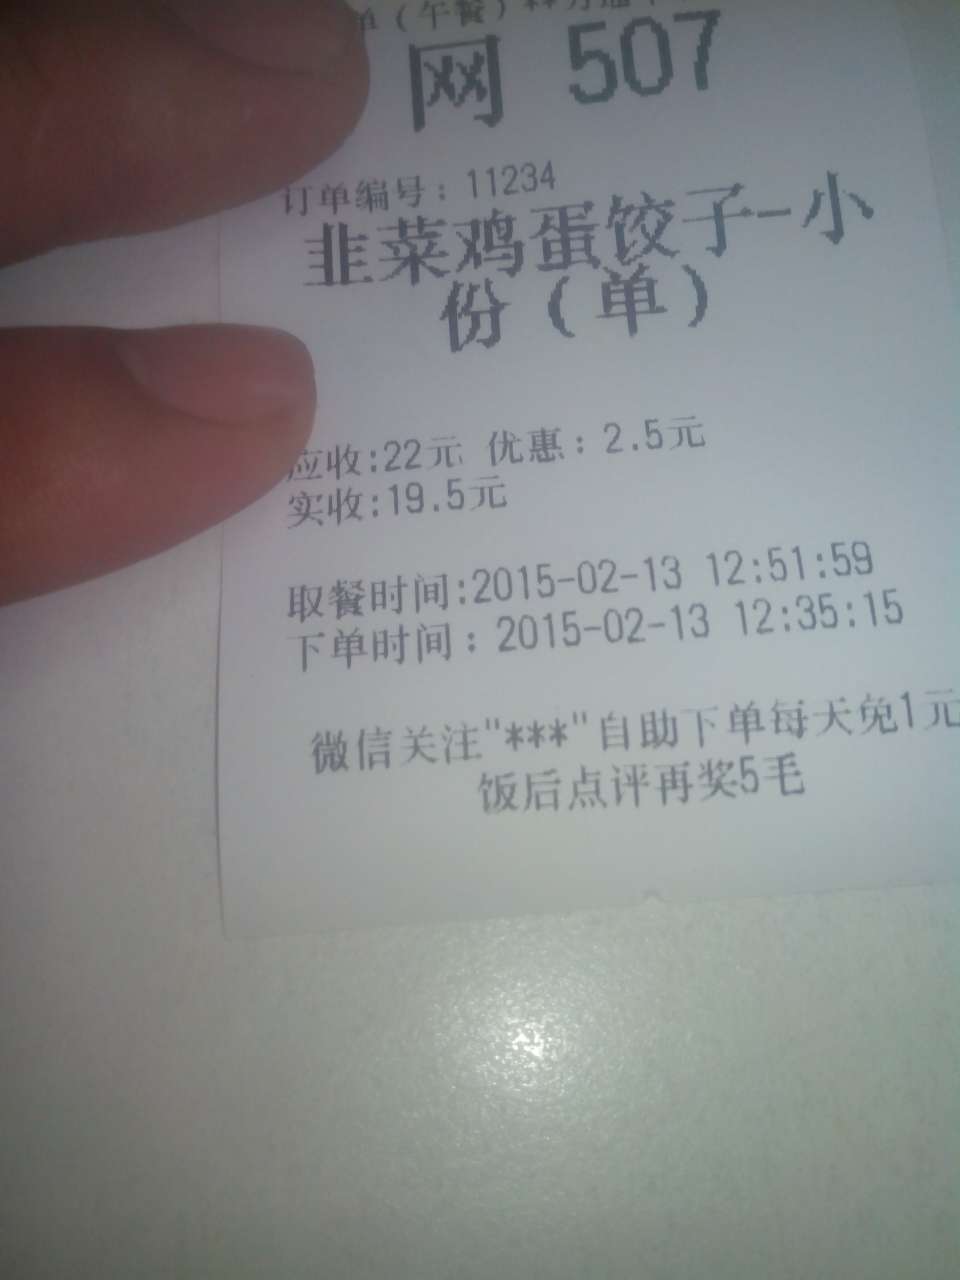 单（午餐）**
网 507
订单编号：11234
韭菜鸡蛋饺子-小
份（单）
应收:22元 优惠：2.5元
实收:19.5元
取餐时间:2015-02-13 12:51:59
下单时间：2015-02-13 12:35:15
微信关注"***"自助下单每天免1元
饭后点评再奖5毛